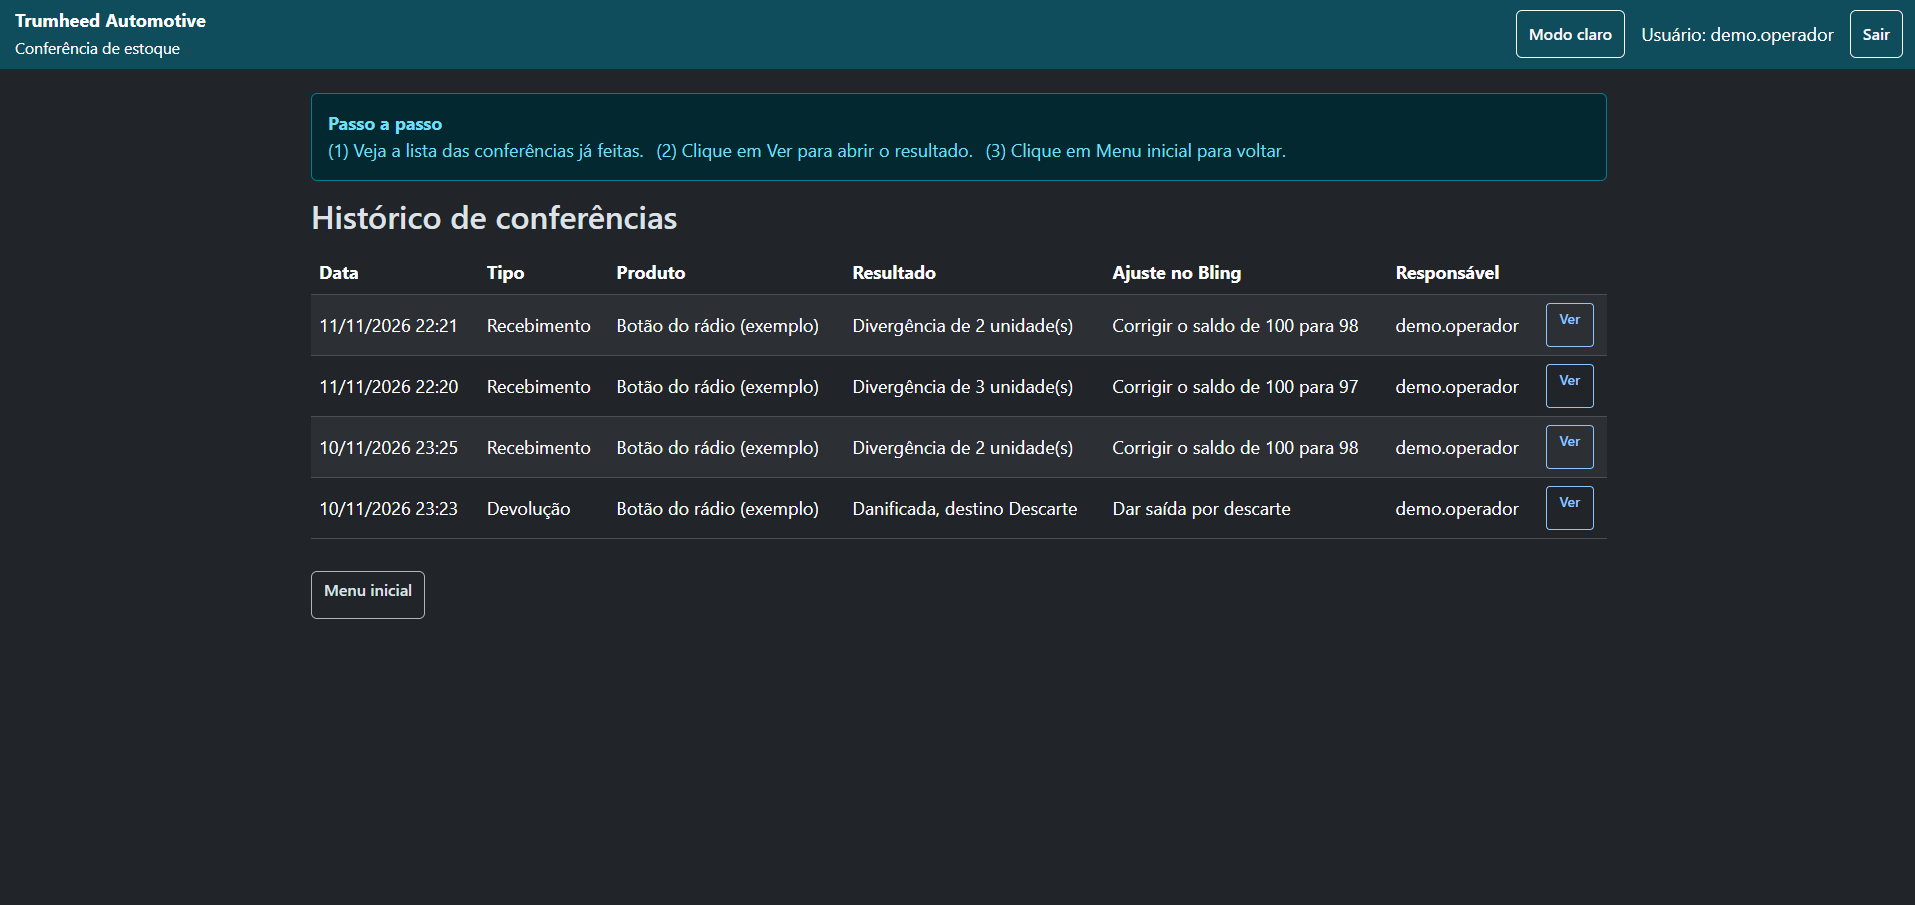 Trumheed Automotive
Conferência de estoque
Modo claro
Usuário: demo.operador
Sair
Passo a passo
(1) Veja a lista das conferências já feitas. (2) Clique em Ver para abrir o resultado. (3) Clique em Menu inicial para voltar.
Histórico de conferências
Data Tipo Produto Resultado Ajuste no Bling Responsável
11/11/2026 22:21 Recebimento Botão do rádio (exemplo) Divergência de 2 unidade(s) Corrigir o saldo de 100 para 98 demo.operador Ver
11/11/2026 22:20 Recebimento Botão do rádio (exemplo) Divergência de 3 unidade(s) Corrigir o saldo de 100 para 97 demo.operador Ver
10/11/2026 23:25 Recebimento Botão do rádio (exemplo) Divergência de 2 unidade(s) Corrigir o saldo de 100 para 98 demo.operador Ver
10/11/2026 23:23 Devolução Botão do rádio (exemplo) Danificada, destino Descarte Dar saída por descarte demo.operador Ver
Menu inicial